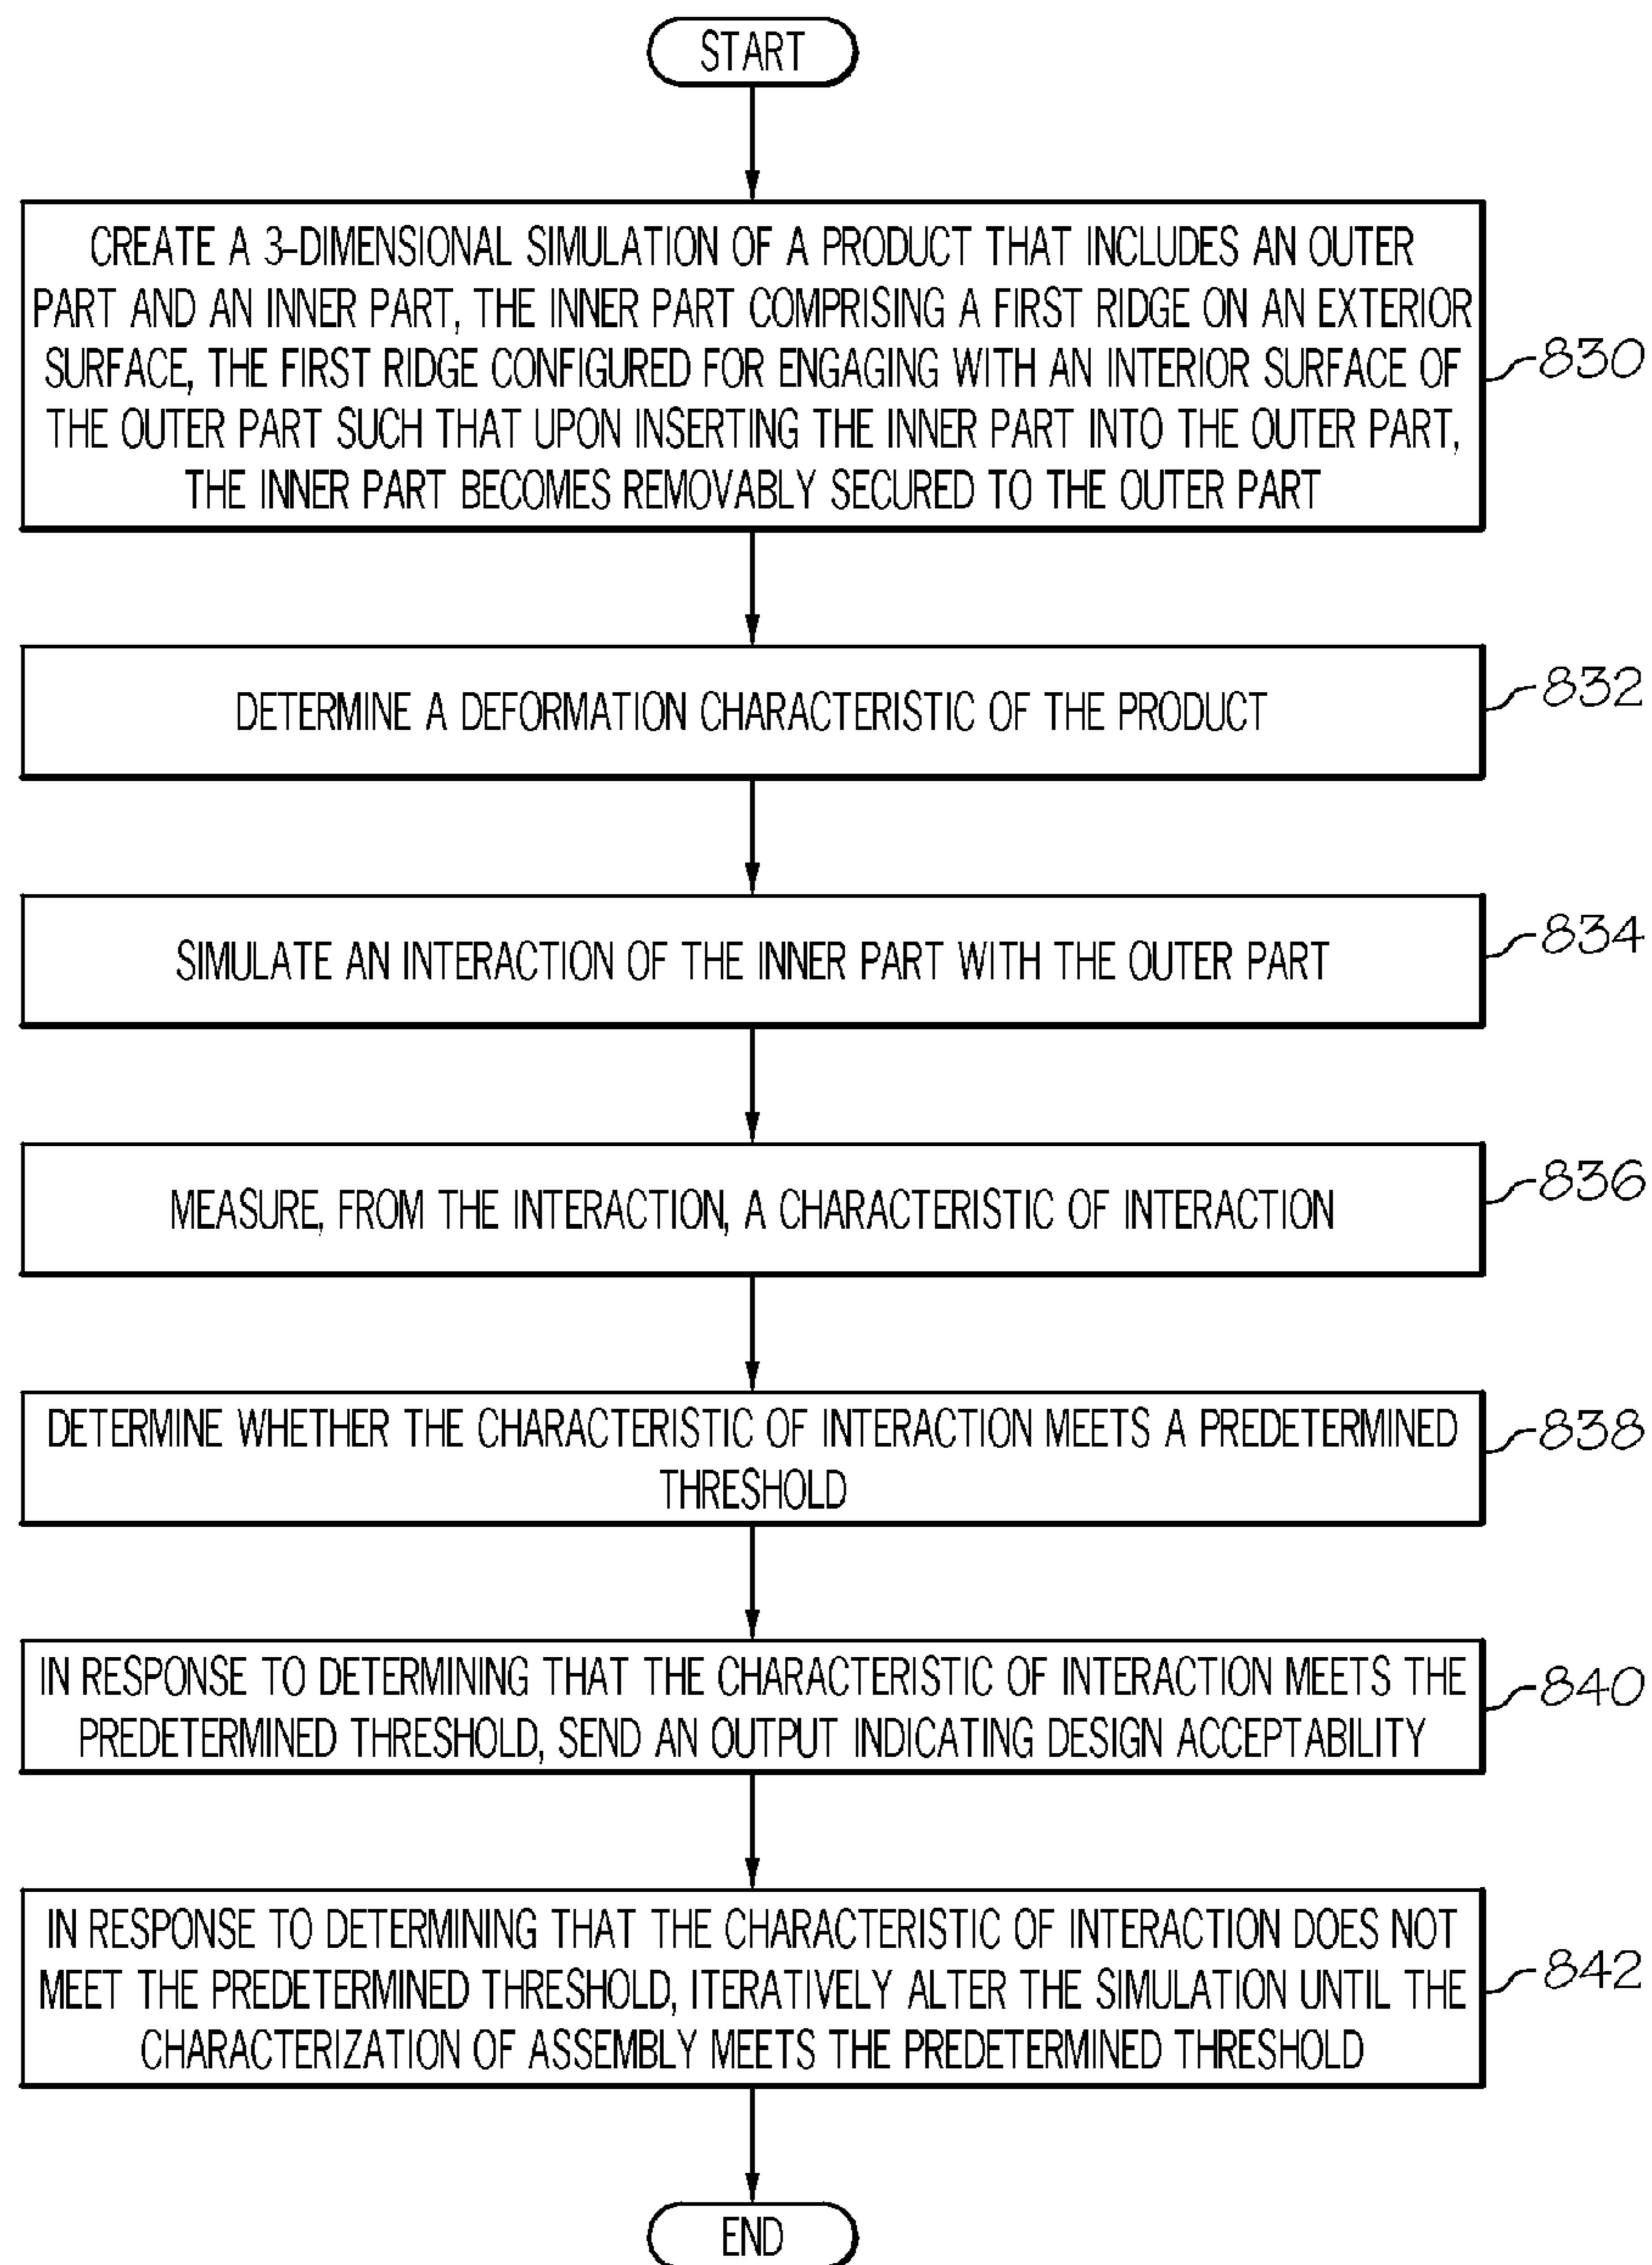 START
CREATE A 3-DIMENSIONAL SIMULATION OF A PRODUCT THAT INCLUDES AN OUTER
PART AND AN INNER PART, THE INNER PART COMPRISING A FIRST RIDGE ON AN EXTERIOR
SURFACE, THE FIRST RIDGE CONFIGURED FOR ENGAGING WITH AN INTERIOR SURFACE OF
THE OUTER PART SUCH THAT UPON INSERTING THE INNER PART INTO THE OUTER PART,
THE INNER PART BECOMES REMOVABLY SECURED TO THE OUTER PART
830
DETERMINE A DEFORMATION CHARACTERISTIC OF THE PRODUCT
832
SIMULATE AN INTERACTION OF THE INNER PART WITH THE OUTER PART
834
MEASURE, FROM THE INTERACTION, A CHARACTERISTIC OF INTERACTION
836
DETERMINE WHETHER THE CHARACTERISTIC OF INTERACTION MEETS A PREDETERMINED
THRESHOLD
838
IN RESPONSE TO DETERMINING THAT THE CHARACTERISTIC OF INTERACTION MEETS THE
PREDETERMINED THRESHOLD, SEND AN OUTPUT INDICATING DESIGN ACCEPTABILITY
840
IN RESPONSE TO DETERMINING THAT THE CHARACTERISTIC OF INTERACTION DOES NOT
MEET THE PREDETERMINED THRESHOLD, ITERATIVELY ALTER THE SIMULATION UNTIL THE
CHARACTERIZATION OF ASSEMBLY MEETS THE PREDETERMINED THRESHOLD
842
END